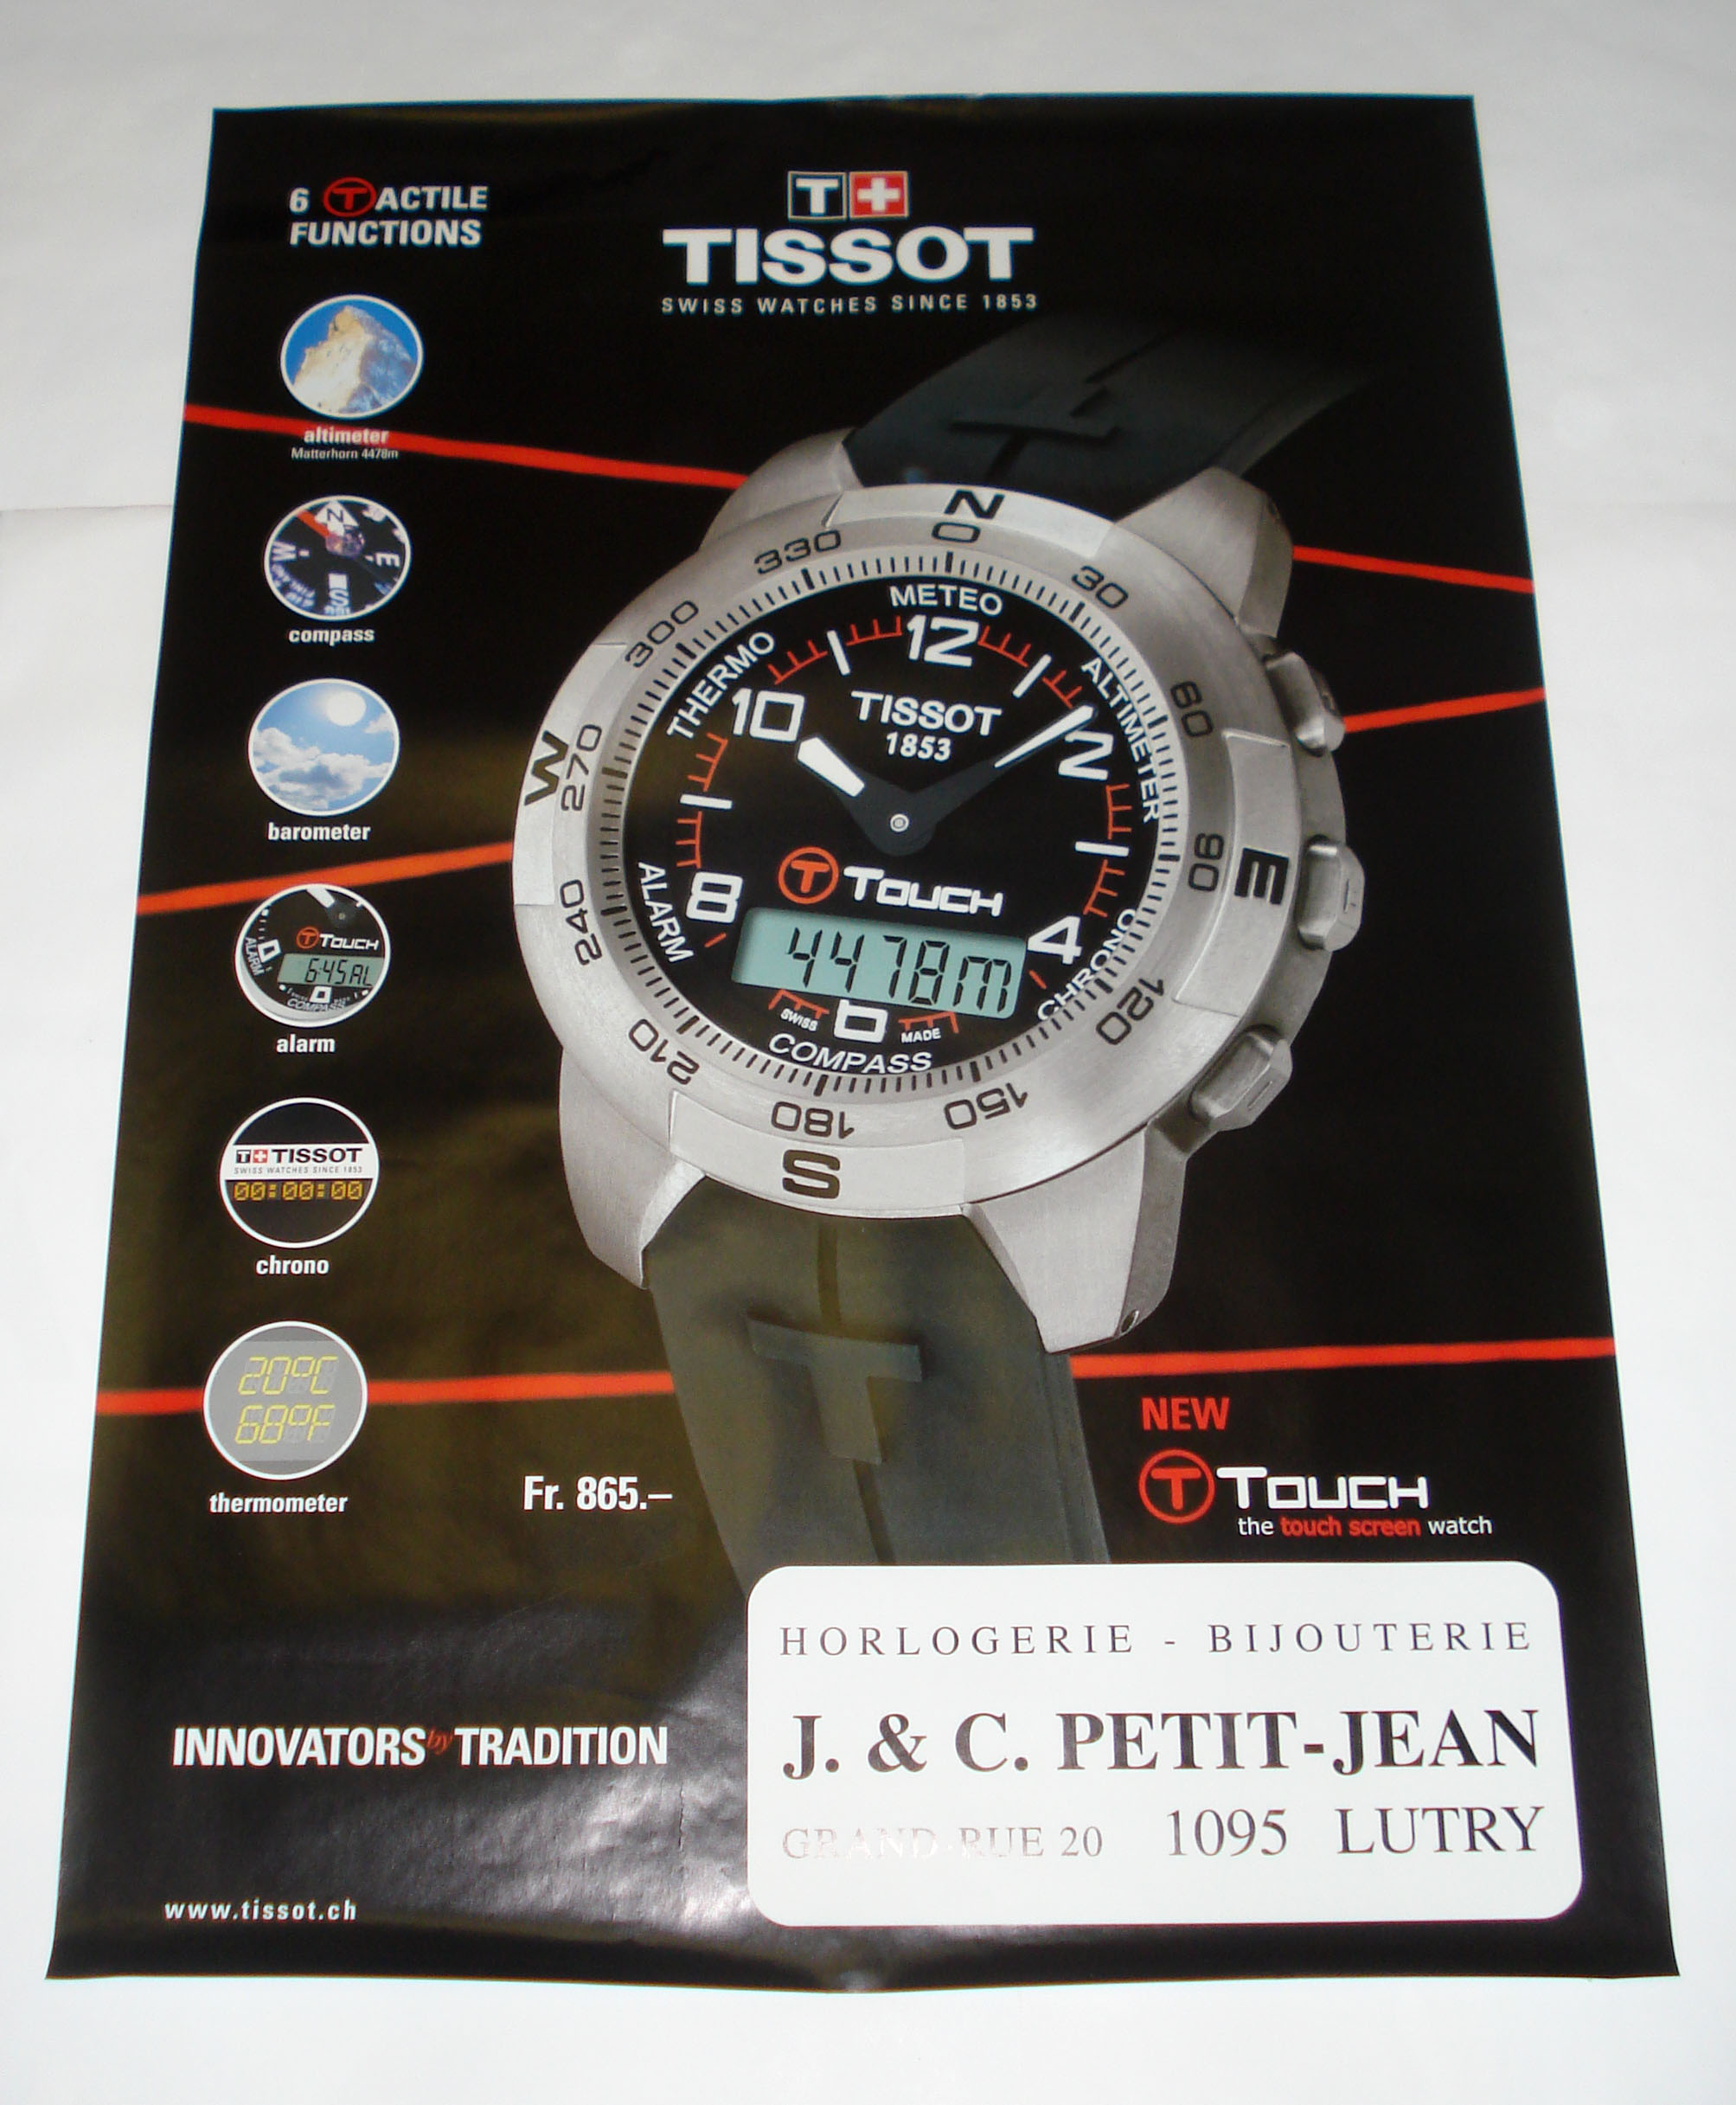 6 TACTILE
FUNCTIONS
T+
TISSOT
SWISS WATCHES SINCE 1853
altimeter
Matterhorn 4478m
N
E
S
W
compass
barometer
ALARM
T TOUCH
6:45AL
COMPASS
alarm
T+ TISSOT
SWISS WATCHES SINCE 1853
00:00:00
chrono
20°C
68°F
thermometer
N
0
30
60
90
E
120
150
180
S
210
240
270
W
300
330
METEO
ALTIMETER
CHRONO
COMPASS
ALARM
THERMO
12
2
4
6
8
10
TISSOT
1853
T TOUCH
4478m
SWISS MADE
T
Fr. 865.–
NEW
T TOUCH
the touch screen watch
HORLOGERIE - BIJOUTERIE
J. & C. PETIT-JEAN
GRAND-RUE 20 1095 LUTRY
INNOVATORS by TRADITION
www.tissot.ch